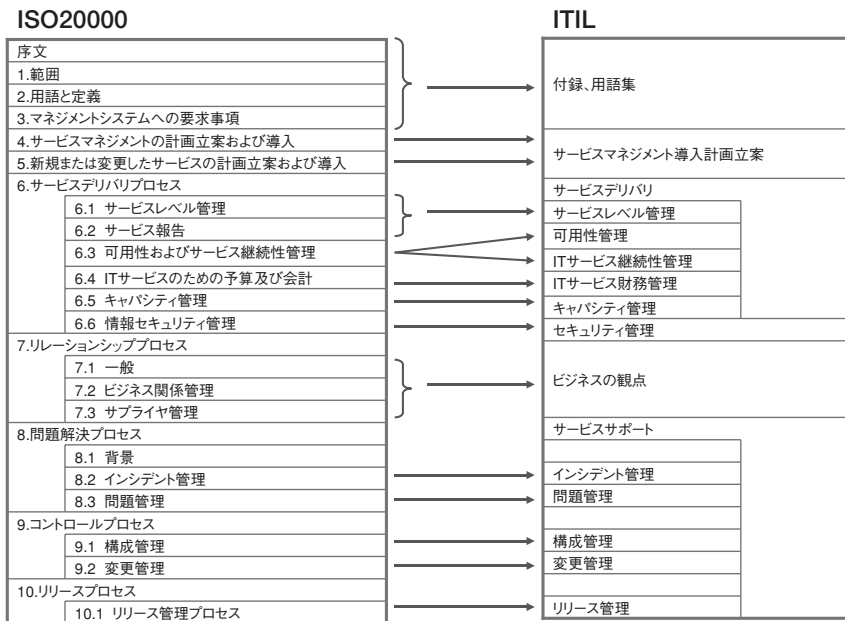 ISO20000
序文
1.範囲
2.用語と定義
3.マネジメントシステムへの要求事項
4.サービスマネジメントの計画立案および導入
5.新規または変更したサービスの計画立案および導入
6.サービスデリバリプロセス
6.1 サービスレベル管理
6.2 サービス報告
6.3 可用性およびサービス継続性管理
6.4 ITサービスのための予算及び会計
6.5 キャパシティ管理
6.6 情報セキュリティ管理
7.リレーションシッププロセス
7.1 一般
7.2 ビジネス関係管理
7.3 サプライヤ管理
8.問題解決プロセス
8.1 背景
8.2 インシデント管理
8.3 問題管理
9.コントロールプロセス
9.1 構成管理
9.2 変更管理
10.リリースプロセス
10.1 リリース管理プロセス
ITIL
付録、用語集
サービスマネジメント導入計画立案
サービスデリバリ
サービスレベル管理
可用性管理
ITサービス継続性管理
ITサービス財務管理
キャパシティ管理
セキュリティ管理
ビジネスの観点
サービスサポート
インシデント管理
問題管理
構成管理
変更管理
リリース管理